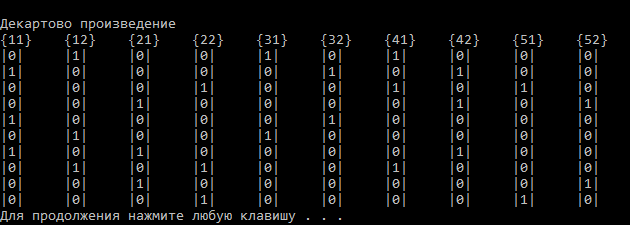 Декартово произведение
{11} {12} {21} {22} {31} {32} {41} {42} {51} {52}
|0| |1| |0| |0| |1| |0| |1| |0| |0| |0|
|1| |0| |0| |0| |0| |1| |0| |1| |0| |0|
|0| |0| |0| |1| |0| |0| |1| |0| |1| |0|
|0| |0| |1| |0| |0| |0| |0| |1| |0| |1|
|1| |0| |0| |0| |0| |1| |0| |0| |0| |0|
|0| |1| |0| |0| |1| |0| |0| |0| |0| |0|
|1| |0| |1| |0| |0| |0| |0| |1| |0| |0|
|0| |1| |0| |1| |0| |0| |1| |0| |0| |0|
|0| |0| |1| |0| |0| |0| |0| |0| |0| |1|
|0| |0| |0| |1| |0| |0| |0| |0| |1| |0|
Для продолжения нажмите любую клавишу . . .